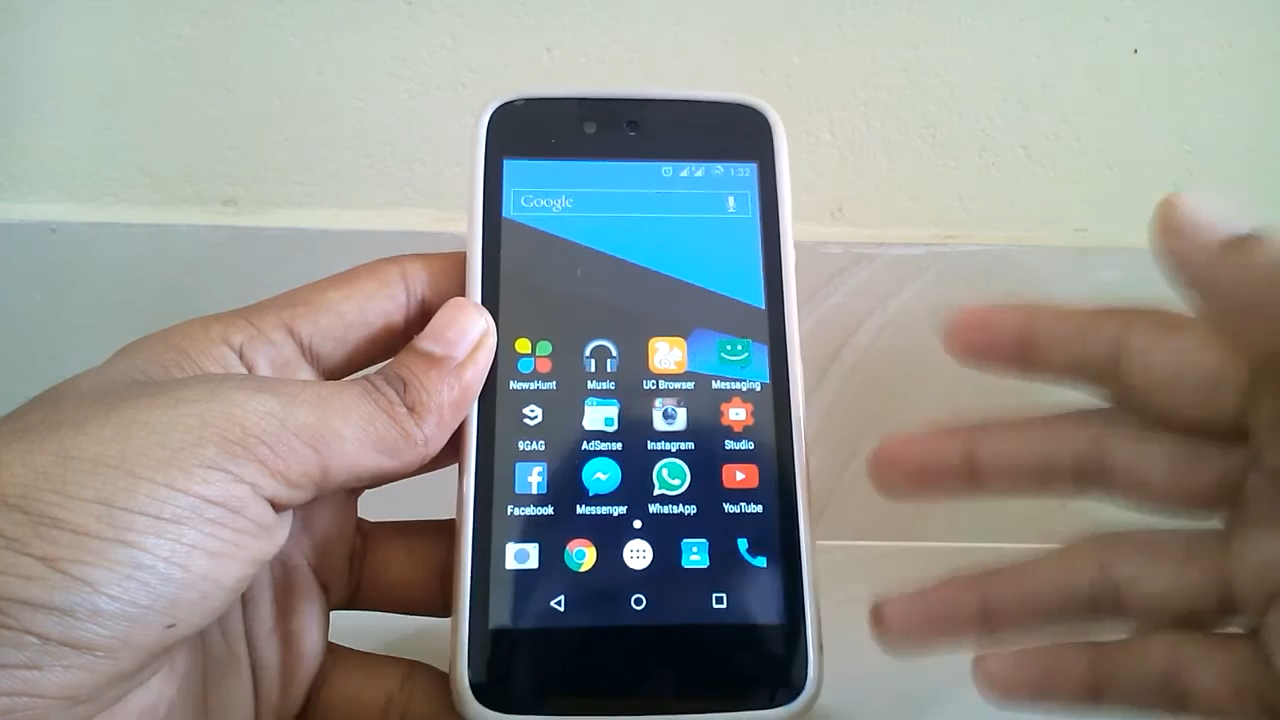 1:32
Google
NewsHunt Music UC Browser Messaging
9GAG AdSense Instagram Studio
Facebook Messenger WhatsApp YouTube